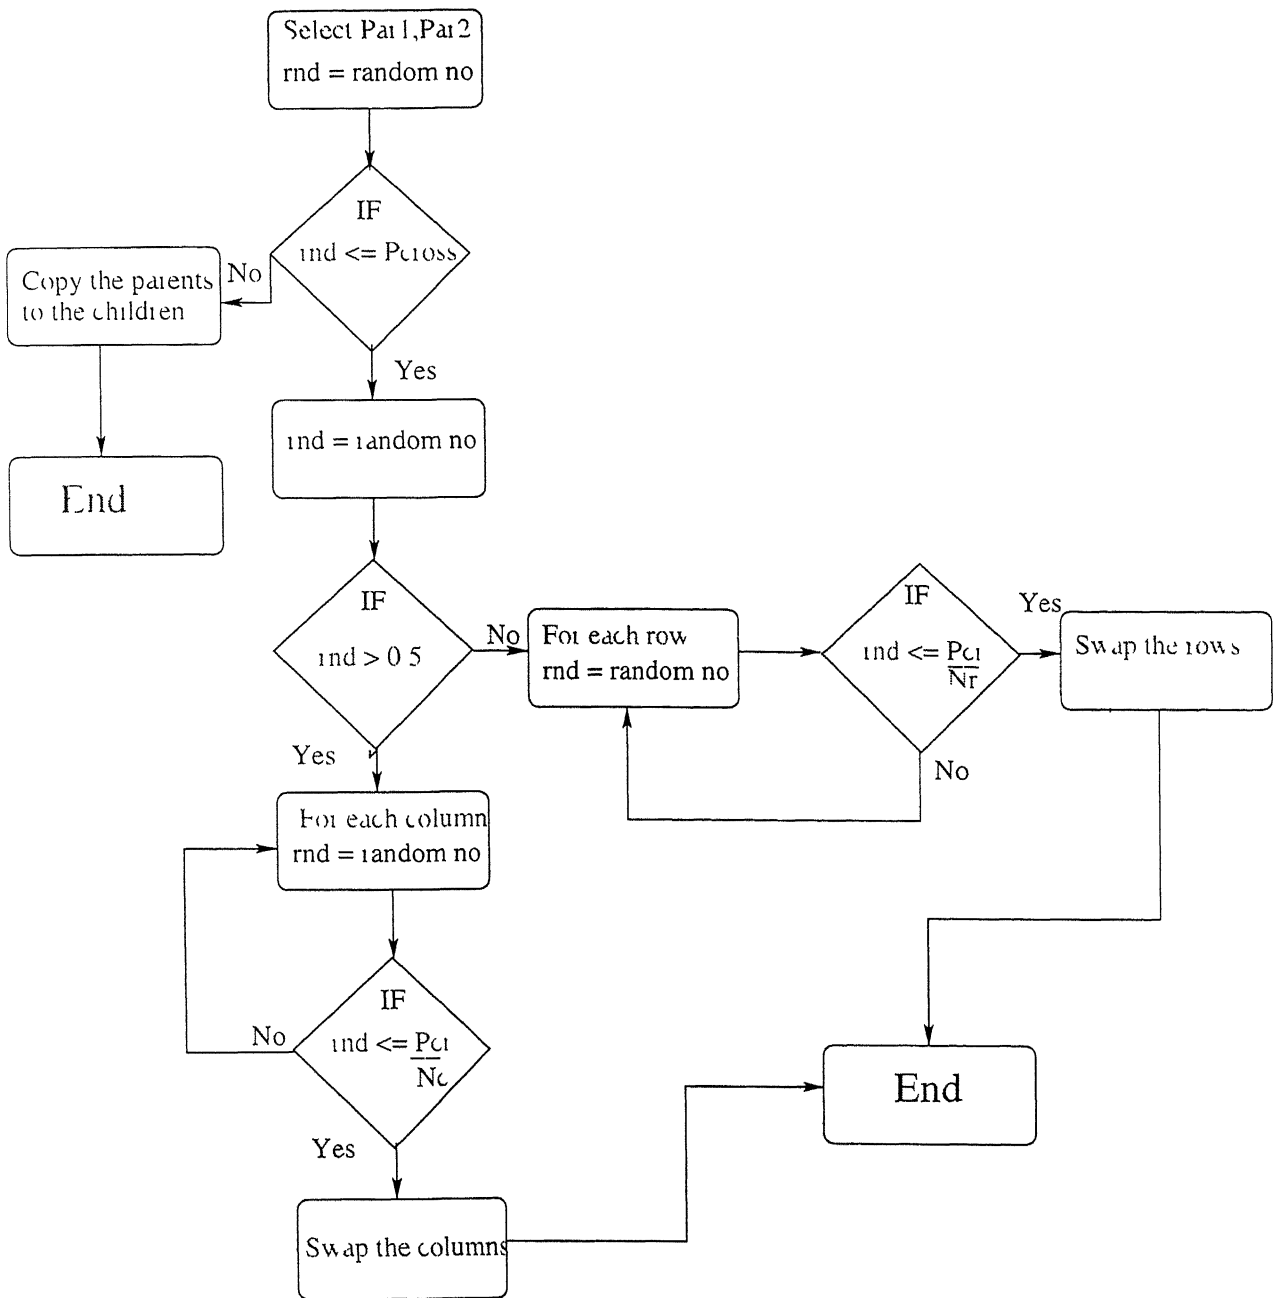 Select Par1,Par2
rnd = random no
IF
rnd <= Pcross
No
Copy the parents
to the children
Yes
End
rnd = random no
IF
rnd > 0 5
No
For each row
rnd = random no
IF
rnd <= Pcr
Nr
Yes
Swap the rows
No
Yes
For each column
rnd = random no
IF
rnd <= Pcr
Nc
No
Yes
End
Swap the columns